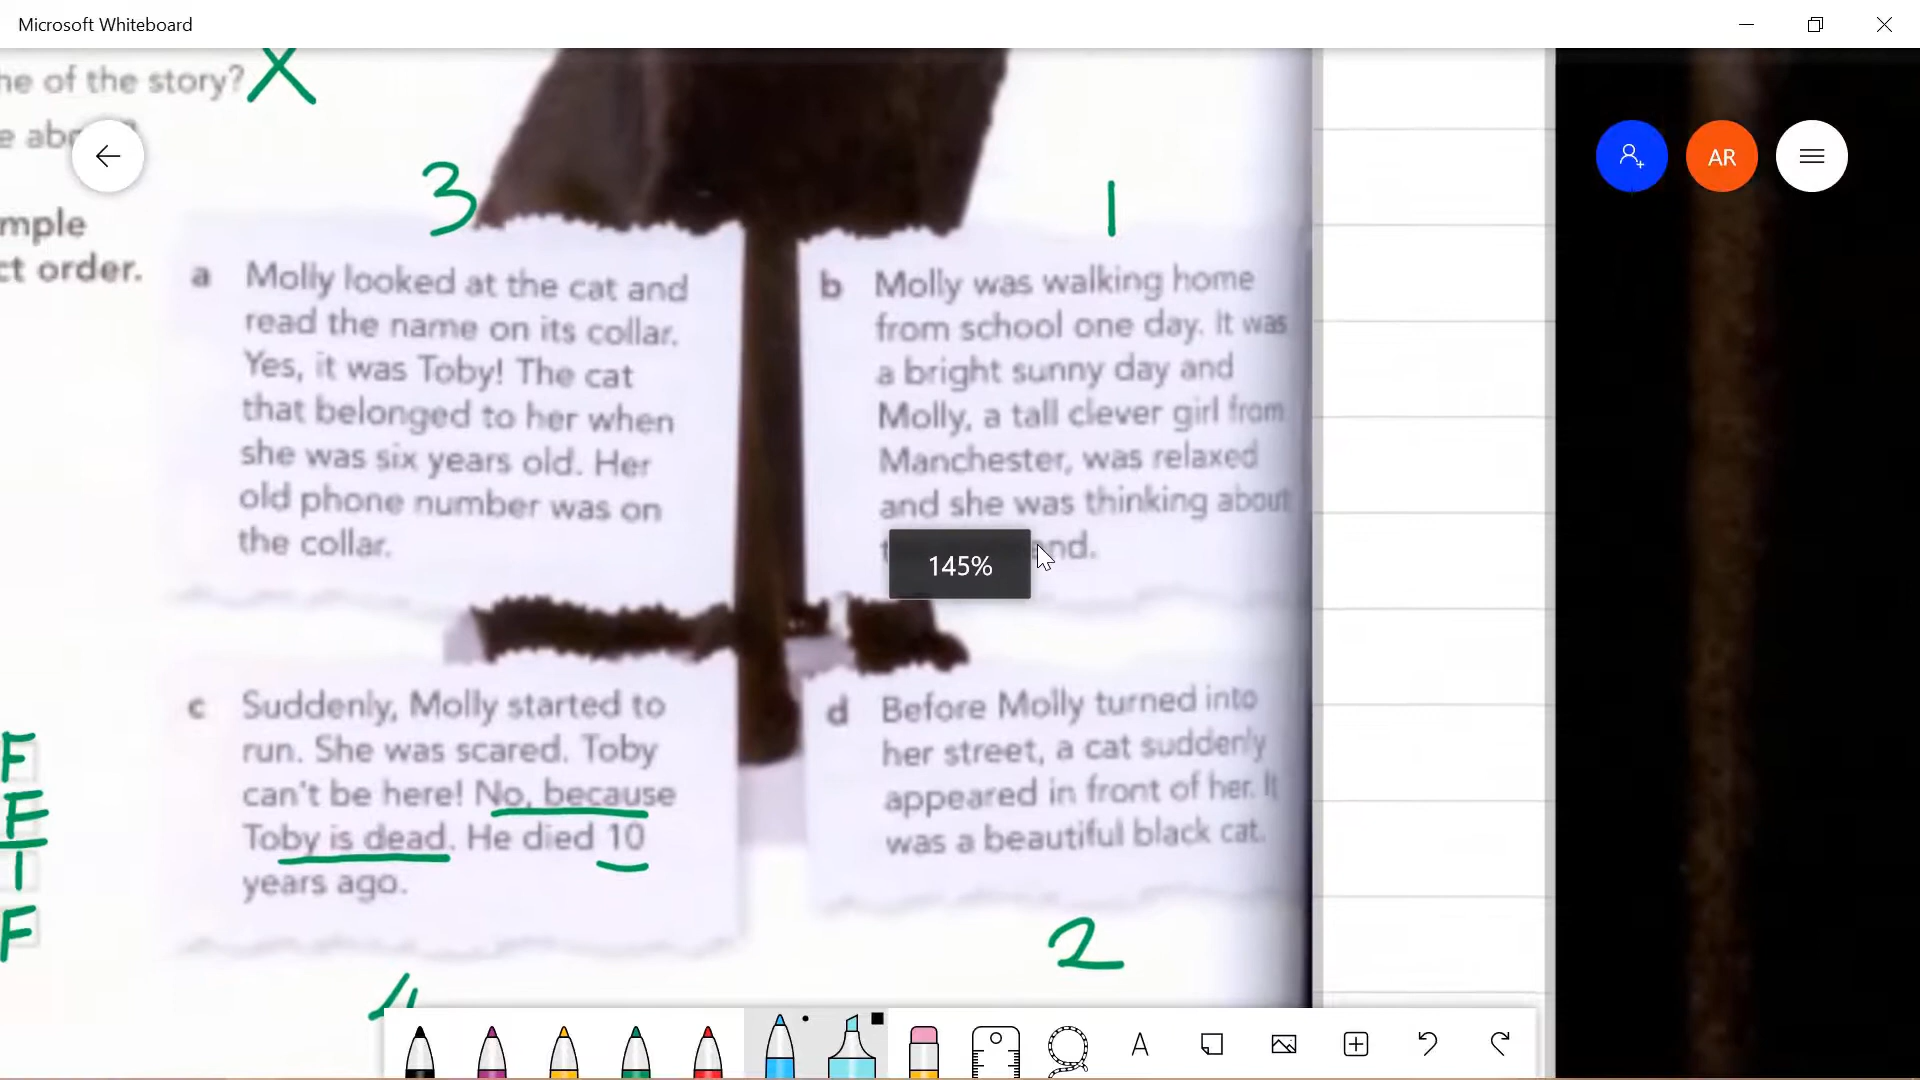 Microsoft Whiteboard
he of the story? X
AR
3
1
mple
ct order.
a Molly looked at the cat and
read the name on its collar.
Yes, it was Toby! The cat
that belonged to her when
she was six years old. Her
old phone number was on
the collar.
b Molly was walking home
from school one day. It was
a bright sunny day and
Molly, a tall clever girl from
Manchester, was relaxed
and she was thinking about
145%
c Suddenly, Molly started to
run. She was scared. Toby
can't be here! No, because
Toby is dead. He died 10
years ago.
d Before Molly turned into
her street, a cat suddenly
appeared in front of her. It
was a beautiful black cat.
F
F
F
2
4
A